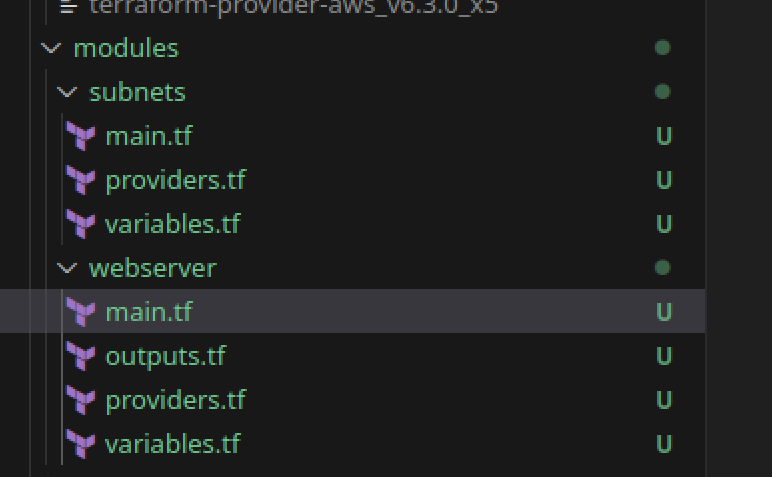 terraform-provider-aws_v6.3.0_x5
modules
subnets
main.tf U
providers.tf U
variables.tf U
webserver
main.tf U
outputs.tf U
providers.tf U
variables.tf U